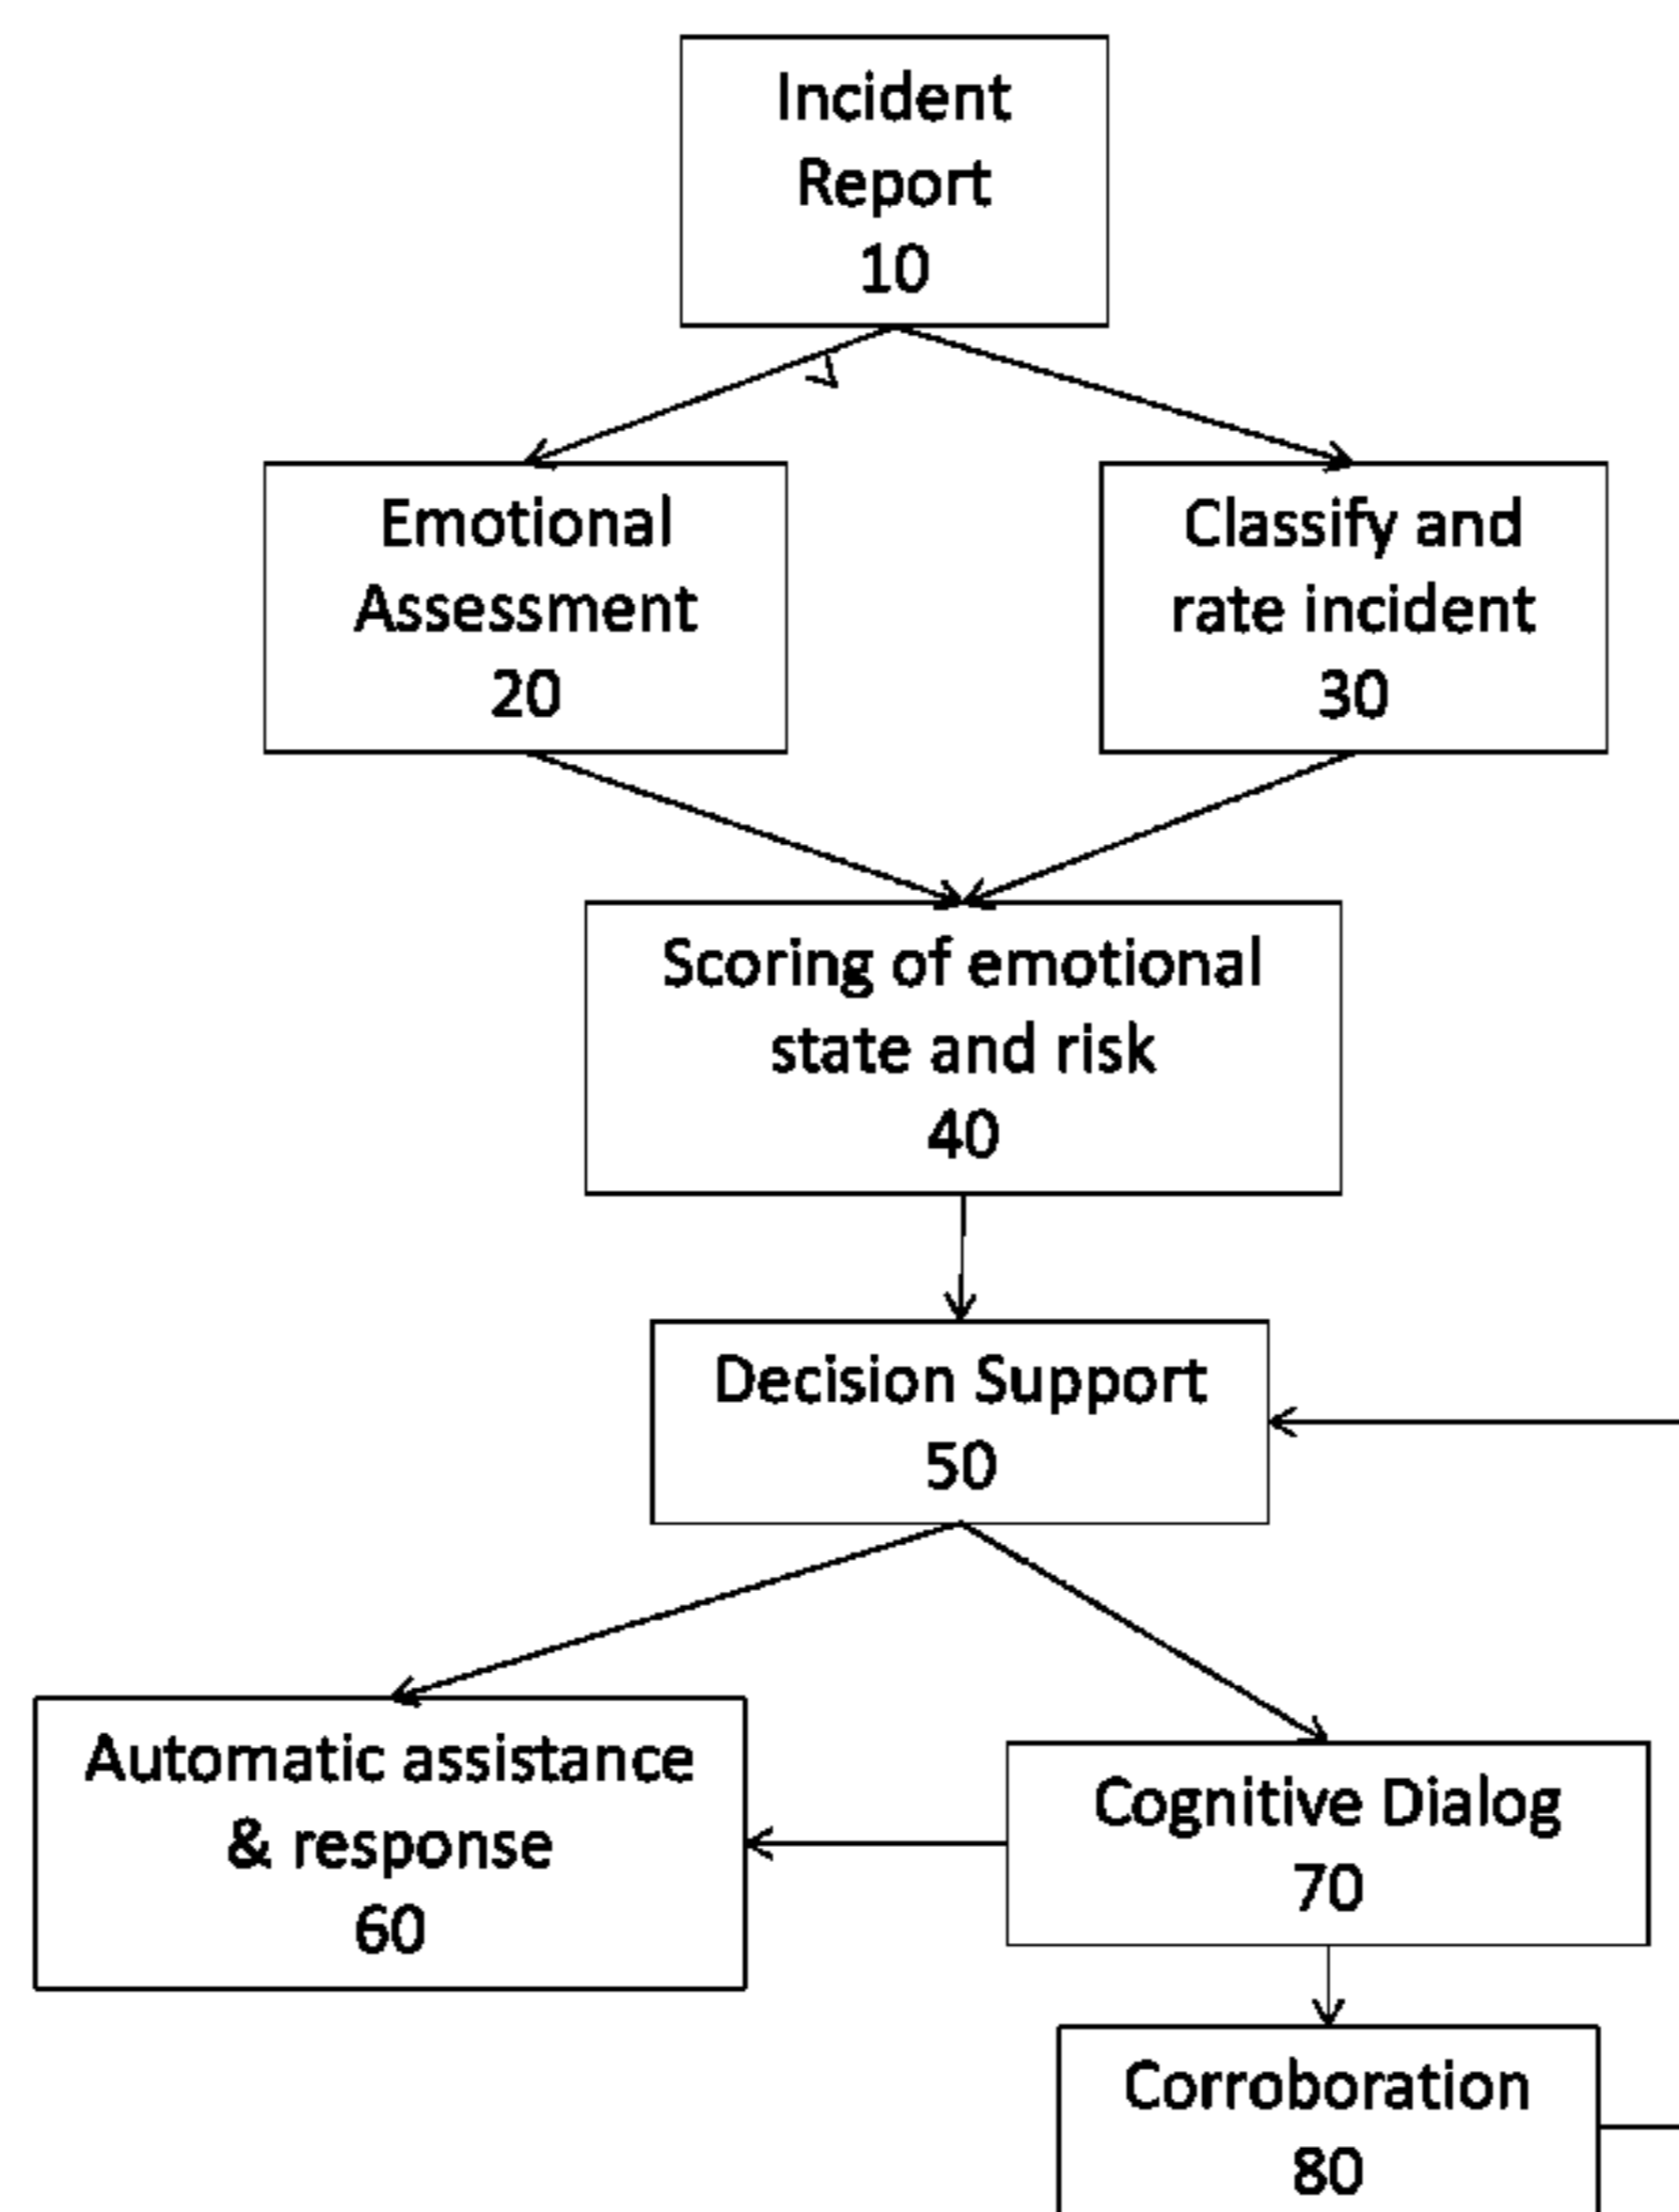 Incident
Report
10
Emotional
Assessment
20
Classify and
rate incident
30
Scoring of emotional
state and risk
40
Decision Support
50
Automatic assistance
& response
60
Cognitive Dialog
70
Corroboration
80